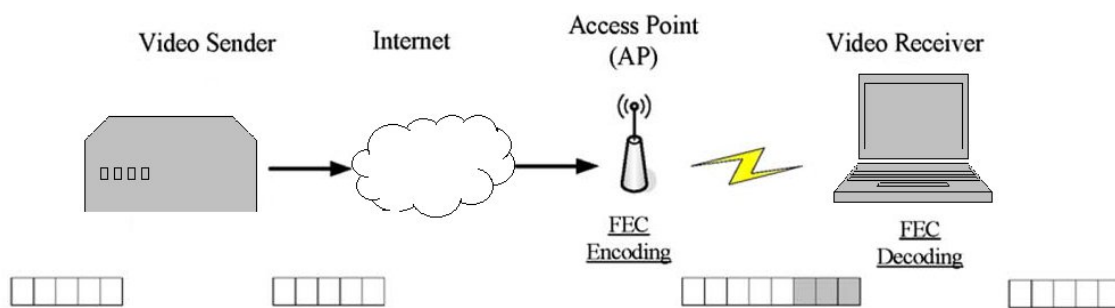 Video Sender
Internet
Access Point
(AP)
Video Receiver
FEC
Encoding
FEC
Decoding